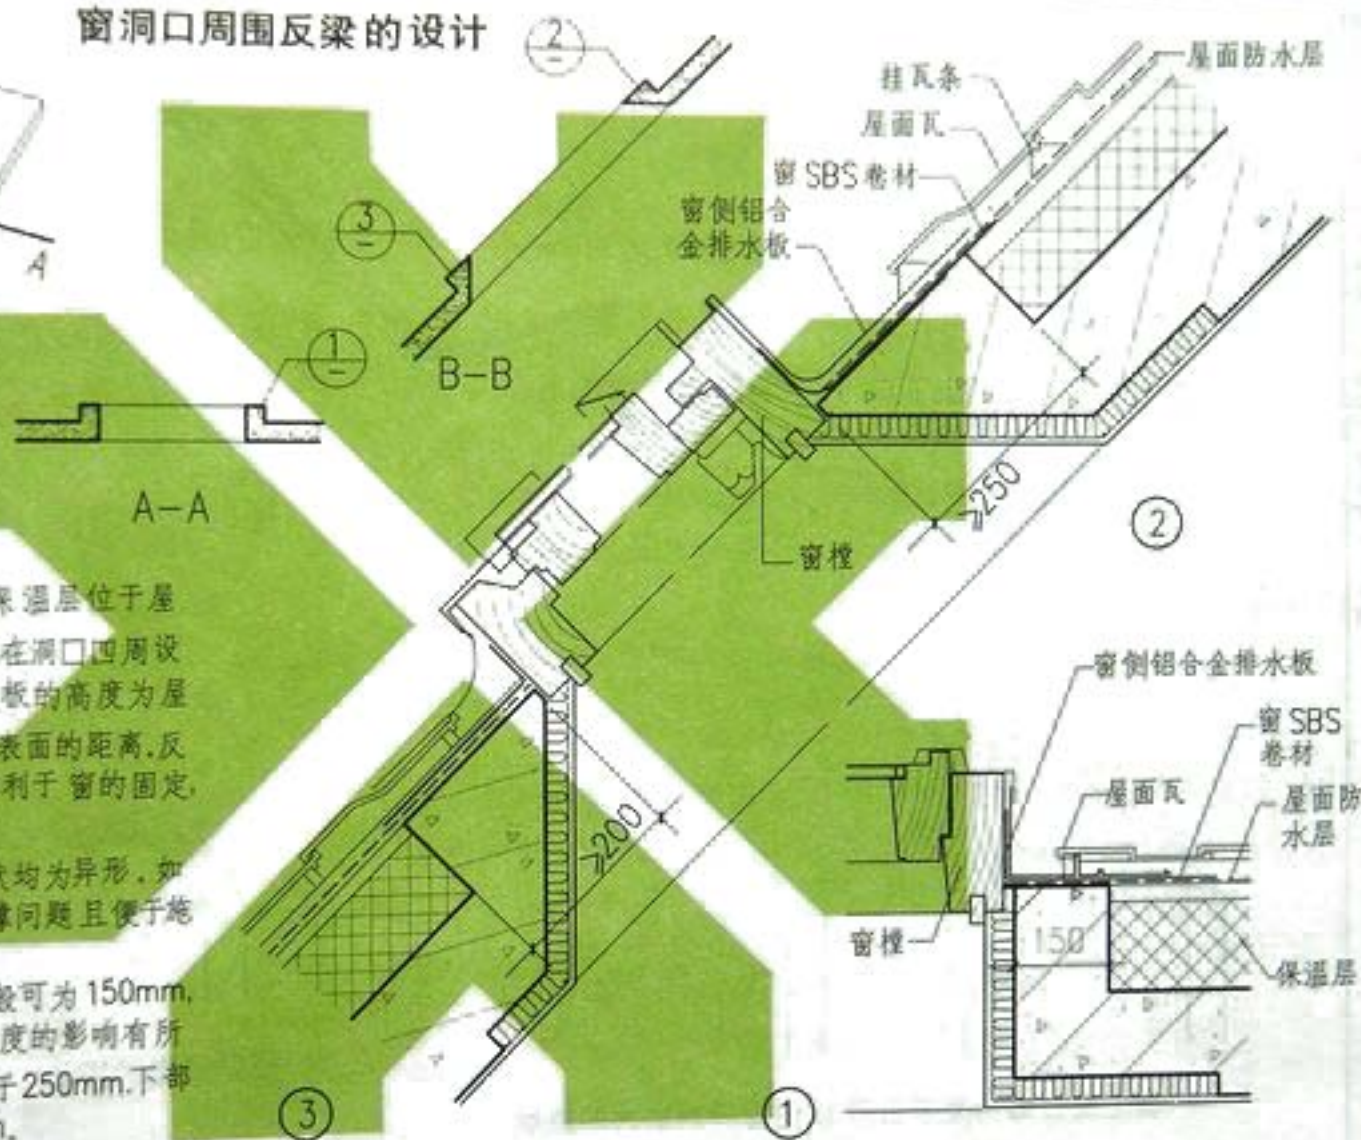 窗洞口周围反梁的设计
2
3
1
B-B
A-A
A
挂瓦条
屋面防水层
屋面瓦
窗 SBS 卷材
窗侧铝合
金排水板
≥250
窗樘
2
保温层位于屋
在洞口四周设
板的高度为屋
表面的距离.反
利于窗的固定,
均为异形.如
问题且便于施
般可为150mm,
度的影响有所
于250mm.下部
≥200
3
窗侧铝合金排水板
窗 SBS
卷材
屋面瓦
屋面防
水层
窗樘
150
保温层
1